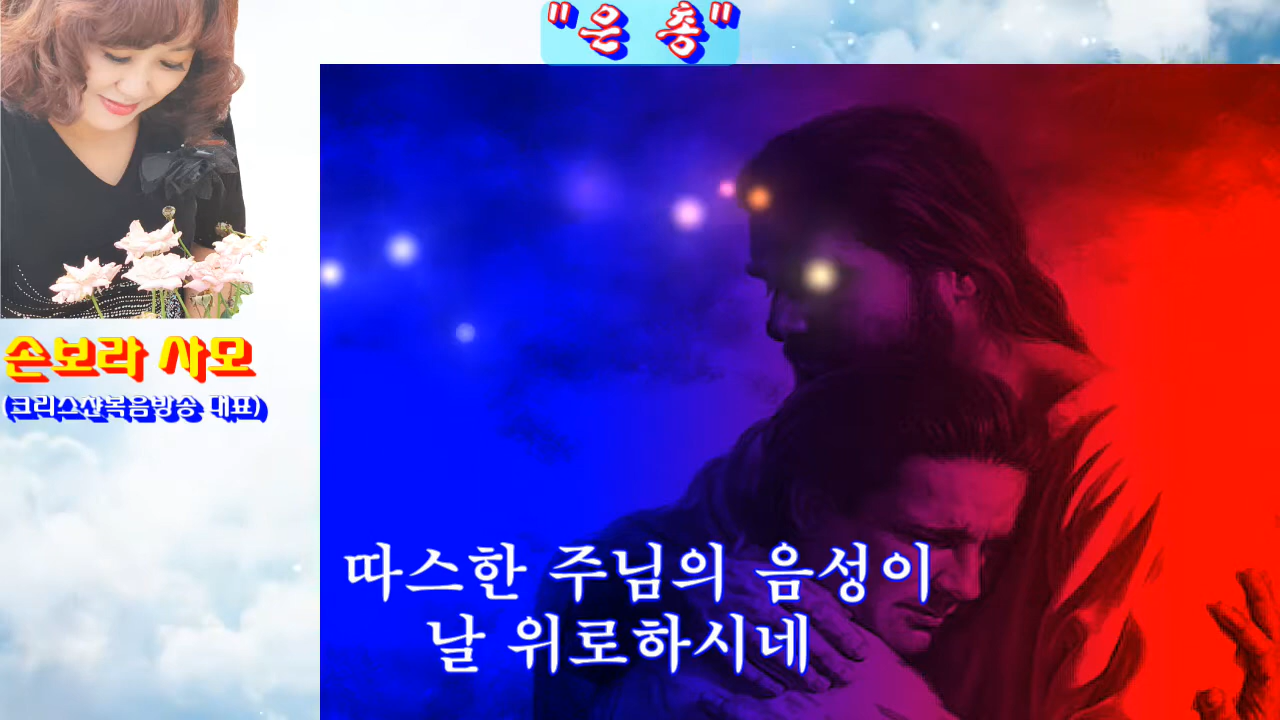 "은 총"
손보라 사모
(크리스챤복음방송 대표)
따스한 주님의 음성이
날 위로하시네